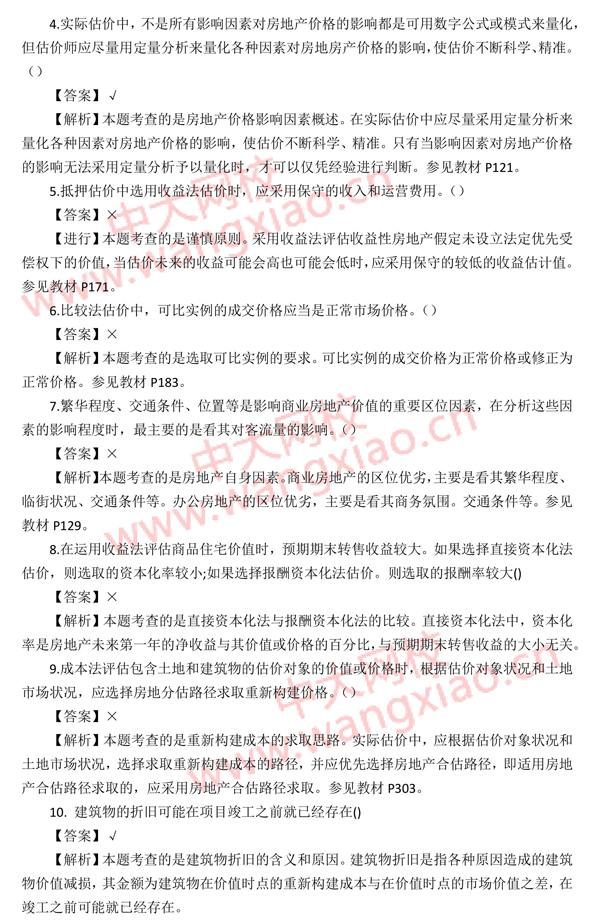 4.实际估价中，不是所有影响因素对房地产价格的影响都是可用数字公式或模式来量化，
但估价师应尽量用定量分析来量化各种因素对房地房产价格的影响，使估价不断科学、精准。
（）
【答案】√
【解析】本题考查的是房地产价格影响因素概述。在实际估价中应尽量采用定量分析来
量化各种因素对房地产价格的影响，使估价不断科学、精准。只有当影响因素对房地产价格
的影响无法采用定量分析予以量化时，才可以仅凭经验进行判断。参见教材 P121。
5.抵押估价中选用收益法估价时，应采用保守的收入和运营费用。（）
【答案】×
【进行】本题考查的是谨慎原则。采用收益法评估收益性房地产假定未设立法定优先受
偿权下的价值，当估价未来的收益可能会高也可能会低时，应采用保守的较低的收益估计值。
参见教材 P171。
6.比较法估价中，可比实例的成交价格应当是正常市场价格。（）
【答案】×
【解析】本题考查的是选取可比实例的要求。可比实例的成交价格为正常价格或修正为
正常价格。参见教材 P183。
7.繁华程度、交通条件、位置等是影响商业房地产价值的重要区位因素，在分析这些因
素的影响程度时，最主要的是看其对客流量的影响。（）
【答案】×
【解析】本题考查的是房地产自身因素。商业房地产的区位优劣，主要是看其繁华程度、
临街状况、交通条件等。办公房地产的区位优劣，主要是看其商务氛围。交通条件等。参见
教材 P129。
8.在运用收益法评估商品住宅价值时，预期期末转售收益较大。如果选择直接资本化法
估价，则选取的资本化率较小;如果选择报酬资本化法估价。则选取的报酬率较大()
【答案】×
【解析】本题考查的是直接资本化法与报酬资本化法的比较。直接资本化法中，资本化
率是房地产未来第一年的净收益与其价值或价格的百分比，与预期期末转售收益的大小无关。
9.成本法评估包含土地和建筑物的估价对象的价值或价格时，根据估价对象状况和土地
市场状况，应选择房地分估路径求取重新构建价格。（）
【答案】×
【解析】本题考查的是重新构建成本的求取思路。实际估价中，应根据估价对象状况和
土地市场状况，选择求取重新构建成本的路径，并应优先选择房地产合估路径，即适用房地
产合估路径求取的，应采用房地产合估路径求取。参见教材 P303。
10. 建筑物的折旧可能在项目竣工之前就已经存在()
【答案】√
【解析】本题考查的是建筑物折旧的含义和原因。建筑物折旧是指各种原因造成的建筑
物价值减损，其金额为建筑物在价值时点的重新构建成本与在价值时点的市场价值之差，在
竣工之前可能就已经存在。
中大网校
www.wangxiao.cn
中大网校
www.wangxiao.cn
中大网校
www.wangxiao.cn